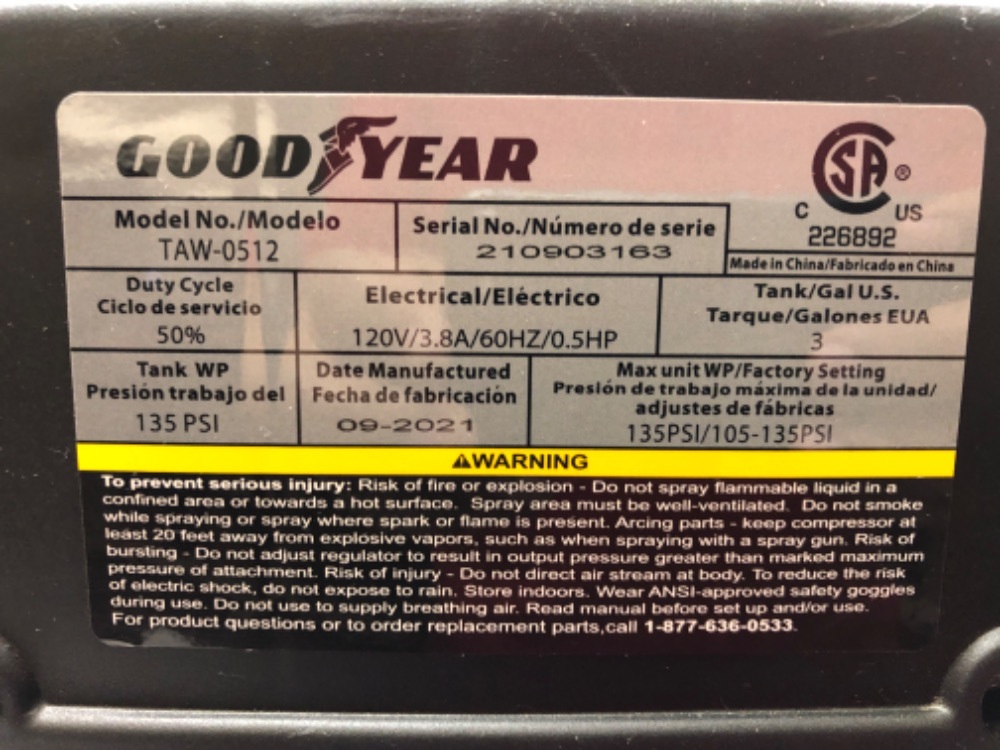 GOOD YEAR
SA ®
C US
226892
Model No./Modelo
TAW-0512
Serial No./Número de serie
210903163
Made in China/Fabricado en China
Duty Cycle
Ciclo de servicio
50%
Electrical/Eléctrico
120V/3.8A/60HZ/0.5HP
Tank/Gal U.S.
Tarque/Galones EUA
3
Tank WP
Presión trabajo del
135 PSI
Date Manufactured
Fecha de fabricación
09-2021
Max unit WP/Factory Setting
Presión de trabajo máxima de la unidad/
adjustes de fábricas
135PSI/105-135PSI
⚠WARNING
To prevent serious injury: Risk of fire or explosion - Do not spray flammable liquid in a
confined area or towards a hot surface. Spray area must be well-ventilated. Do not smoke
while spraying or spray where spark or flame is present. Arcing parts - keep compressor at
least 20 feet away from explosive vapors, such as when spraying with a spray gun. Risk of
bursting - Do not adjust regulator to result in output pressure greater than marked maximum
pressure of attachment. Risk of injury - Do not direct air stream at body. To reduce the risk
of electric shock, do not expose to rain. Store indoors. Wear ANSI-approved safety goggles
during use. Do not use to supply breathing air. Read manual before set up and/or use.
For product questions or to order replacement parts,call 1-877-636-0533.